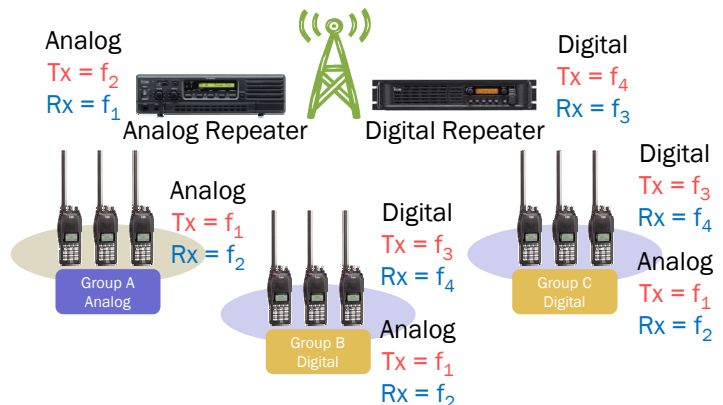 Analog
Tx = f₂
Rx = f₁
Analog Repeater
Digital
Tx = f₄
Rx = f₃
Digital Repeater
Analog
Tx = f₁
Rx = f₂
Group A
Analog
Digital
Tx = f₃
Rx = f₄
Analog
Tx = f₁
Rx = f₂
Group B
Digital
Digital
Tx = f₃
Rx = f₄
Analog
Tx = f₁
Rx = f₂
Group C
Digital